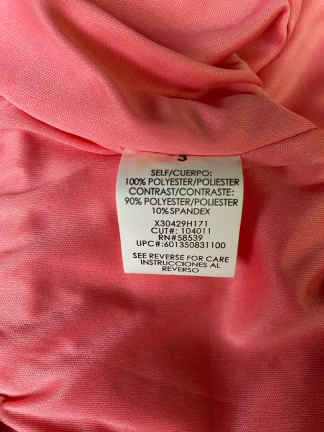 SELF/CUERPO:
100% POLYESTER/POLIESTER
CONTRAST/CONTRASTE:
90% POLYESTER/POLIESTER
10% SPANDEX
X30429H171
CUT#: 104011
RN#58539
UPC#:601350831100
SEE REVERSE FOR CARE
INSTRUCCIONES AL
REVERSO